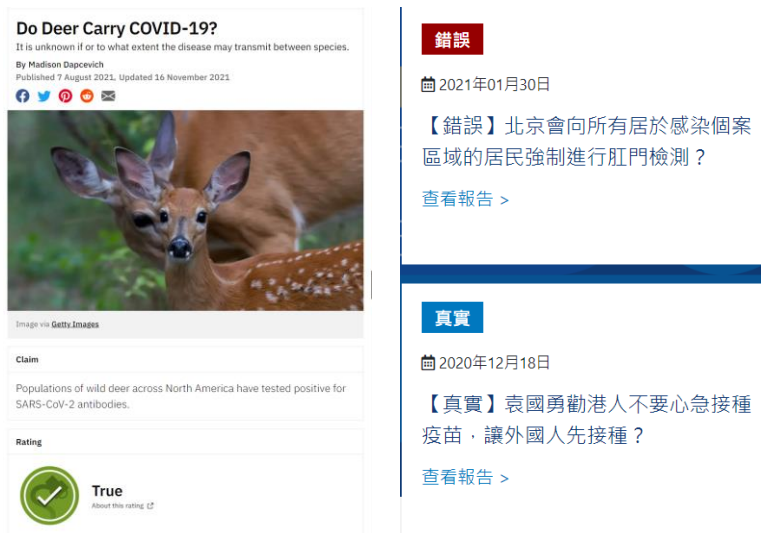 Do Deer Carry COVID-19?
It is unknown if or to what extent the disease may transmit between species.
By Madison Dapcevich
Published 7 August 2021, Updated 16 November 2021
Image via Getty Images
Claim
Populations of wild deer across North America have tested positive for
SARS-CoV-2 antibodies.
Rating
True
About this rating
錯誤
2021年01月30日
【錯誤】北京會向所有居於感染個案
區域的居民強制進行肛門檢測？
查看報告 >
真實
2020年12月18日
【真實】袁國勇勸港人不要心急接種
疫苗，讓外國人先接種？
查看報告 >